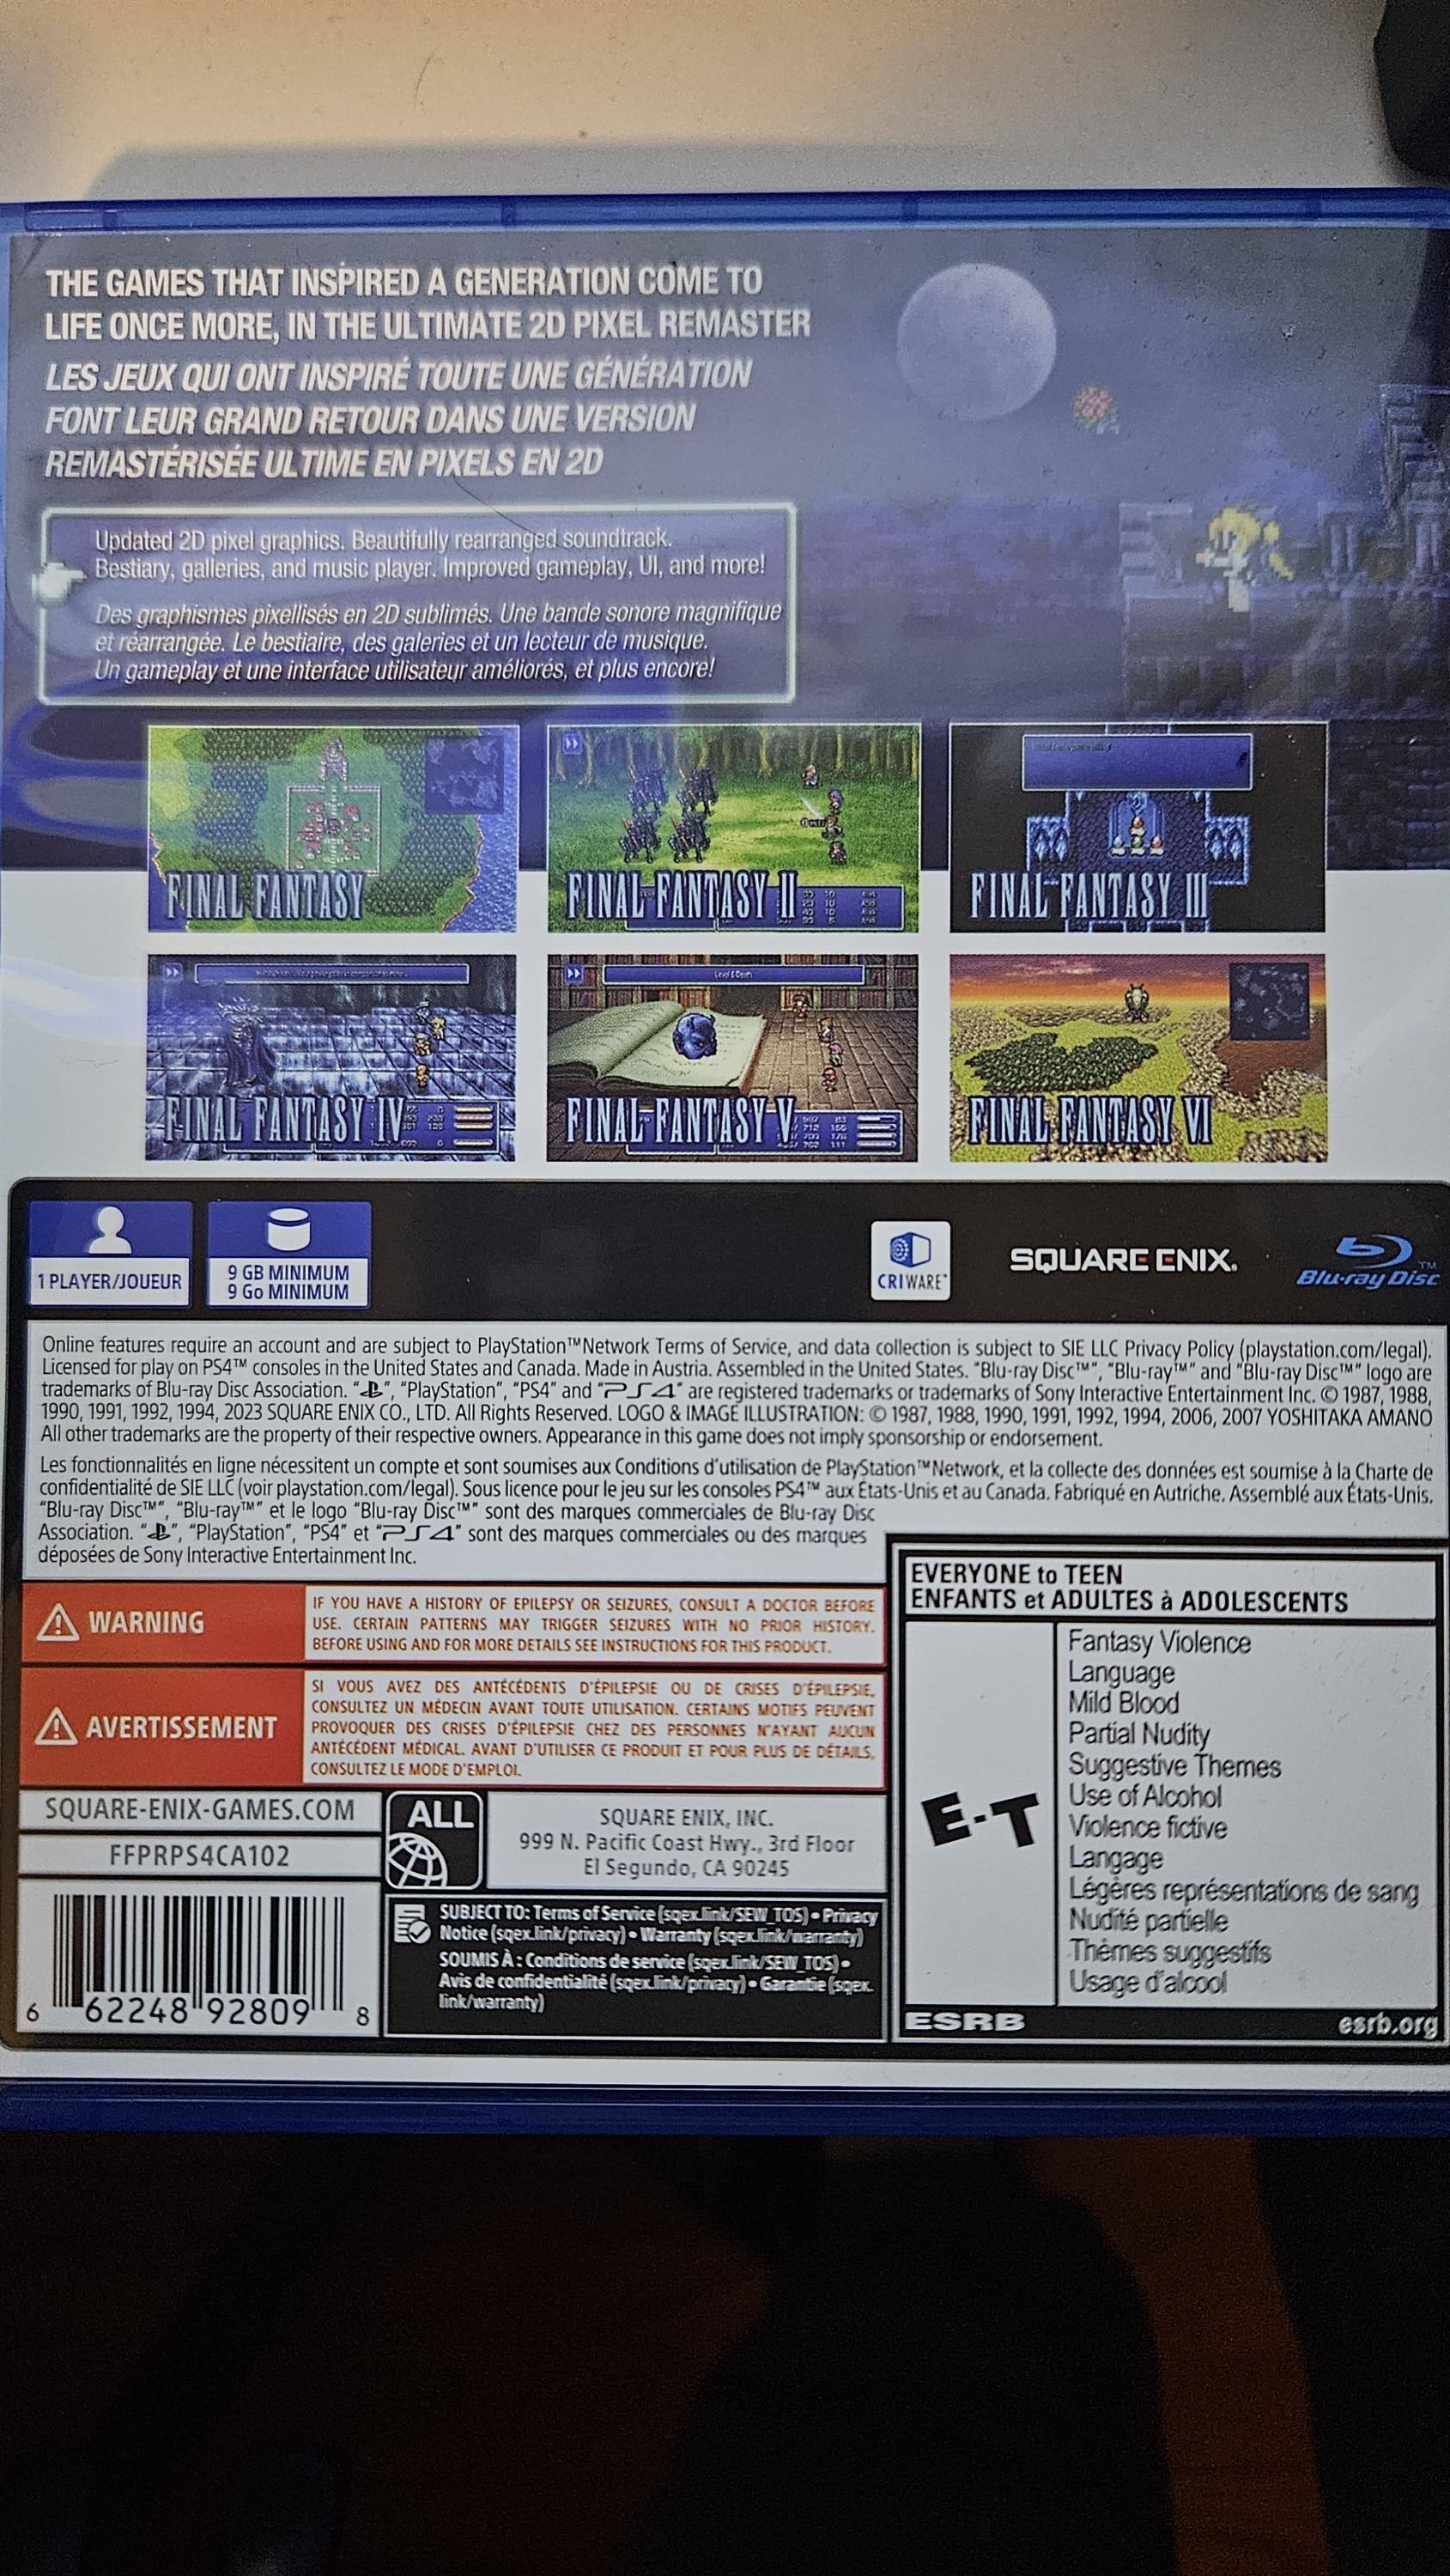 THE GAMES THAT INSPIRED A GENERATION COME TO
LIFE ONCE MORE, IN THE ULTIMATE 2D PIXEL REMASTER
LES JEUX QUI ONT INSPIRÉ TOUTE UNE GÉNÉRATION
FONT LEUR GRAND RETOUR DANS UNE VERSION
REMASTÉRISÉE ULTIME EN PIXELS EN 2D
Updated 2D pixel graphics. Beautifully rearranged soundtrack.
Bestiary, galleries, and music player. Improved gameplay, UI, and more!
Des graphismes pixellisés en 2D sublimés. Une bande sonore magnifique
et réarrangée. Le bestiaire, des galeries et un lecteur de musique.
Un gameplay et une interface utilisateur améliorés, et plus encore!
FINAL FANTASY
FINAL FANTASY II
FINAL FANTASY III
FINAL FANTASY IV
Level 5 Death
FINAL FANTASY V
FINAL FANTASY VI
1 PLAYER/JOUEUR
9 GB MINIMUM
9 Go MINIMUM
CRIWARE™
SQUARE ENIX®
Blu-ray Disc™
Online features require an account and are subject to PlayStation™Network Terms of Service, and data collection is subject to SIE LLC Privacy Policy (playstation.com/legal).
Licensed for play on PS4™ consoles in the United States and Canada. Made in Austria. Assembled in the United States. "Blu-ray Disc™", "Blu-ray™" and "Blu-ray Disc™" logo are
trademarks of Blu-ray Disc Association. "PS", "PlayStation", "PS4" and "PS4" are registered trademarks or trademarks of Sony Interactive Entertainment Inc. © 1987, 1988,
1990, 1991, 1992, 1994, 2023 SQUARE ENIX CO., LTD. All Rights Reserved. LOGO & IMAGE ILLUSTRATION: © 1987, 1988, 1990, 1991, 1992, 1994, 2006, 2007 YOSHITAKA AMANO
All other trademarks are the property of their respective owners. Appearance in this game does not imply sponsorship or endorsement.
Les fonctionnalités en ligne nécessitent un compte et sont soumises aux Conditions d'utilisation de PlayStation™Network, et la collecte des données est soumise à la Charte de
confidentialité de SIE LLC (voir playstation.com/legal). Sous licence pour le jeu sur les consoles PS4™ aux États-Unis et au Canada. Fabriqué en Autriche. Assemblé aux États-Unis.
"Blu-ray Disc™", "Blu-ray™" et le logo "Blu-ray Disc™" sont des marques commerciales de Blu-ray Disc
Association. "PS", "PlayStation", "PS4" et "PS4" sont des marques commerciales ou des marques
déposées de Sony Interactive Entertainment Inc.
WARNING
IF YOU HAVE A HISTORY OF EPILEPSY OR SEIZURES, CONSULT A DOCTOR BEFORE
USE. CERTAIN PATTERNS MAY TRIGGER SEIZURES WITH NO PRIOR HISTORY.
BEFORE USING AND FOR MORE DETAILS SEE INSTRUCTIONS FOR THIS PRODUCT.
AVERTISSEMENT
SI VOUS AVEZ DES ANTÉCÉDENTS D'ÉPILEPSIE OU DE CRISES D'ÉPILEPSIE,
CONSULTEZ UN MÉDECIN AVANT TOUTE UTILISATION. CERTAINS MOTIFS PEUVENT
PROVOQUER DES CRISES D'ÉPILEPSIE CHEZ DES PERSONNES N'AYANT AUCUN
ANTÉCÉDENT MÉDICAL. AVANT D'UTILISER CE PRODUIT ET POUR PLUS DE DÉTAILS,
CONSULTEZ LE MODE D'EMPLOI.
SQUARE-ENIX-GAMES.COM
FFPRPS4CA102
ALL
SQUARE ENIX, INC.
999 N. Pacific Coast Hwy., 3rd Floor
El Segundo, CA 90245
SUBJECT TO: Terms of Service (sqex.link/SEW_TOS) • Privacy
Notice (sqex.link/privacy) • Warranty (sqex.link/warranty)
SOUMIS À : Conditions de service (sqex.link/SEW_TOS) •
Avis de confidentialité (sqex.link/privacy) • Garantie (sqex.
link/warranty)
6 62248 92809 8
EVERYONE to TEEN
ENFANTS et ADULTES à ADOLESCENTS
E-T
Fantasy Violence
Language
Mild Blood
Partial Nudity
Suggestive Themes
Use of Alcohol
Violence fictive
Langage
Légères représentations de sang
Nudité partielle
Thèmes suggestifs
Usage d'alcool
ESRB
esrb.org